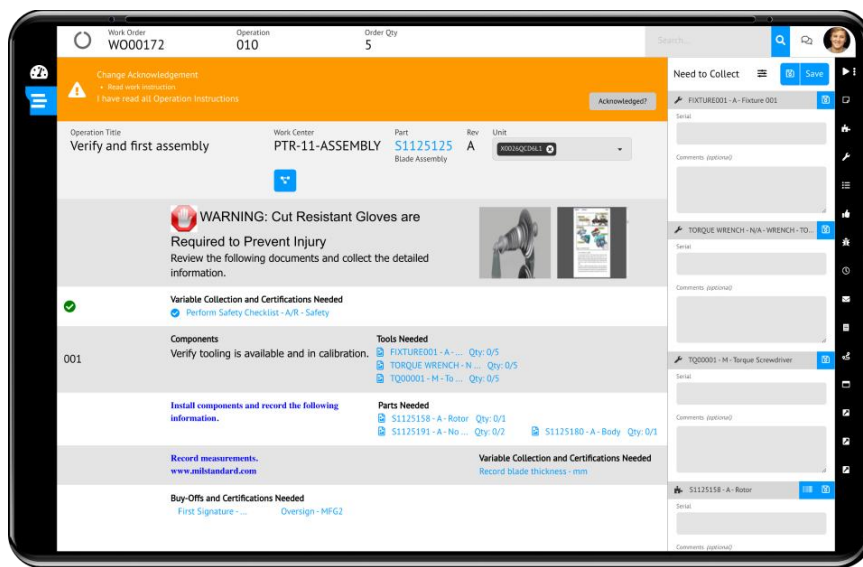 Work Order
WO00172
Operation
010
Order Qty
5
Search...
Change Acknowledgement
• Read work instruction
I have read all Operation Instructions
Acknowledged?
Operation Title
Verify and first assembly
Work Center
PTR-11-ASSEMBLY
Part
S1125125
Blade Assembly
Rev
A
Unit
X0026QCD6L1
WARNING: Cut Resistant Gloves are
Required to Prevent Injury
Review the following documents and collect the detailed
information.
Variable Collection and Certifications Needed
Perform Safety Checklist - A/R - Safety
001
Components
Verify tooling is available and in calibration.
Tools Needed
FIXTURE001 - A - ... Qty: 0/5
TORQUE WRENCH - N ... Qty: 0/5
TQ00001 - M - To ... Qty: 0/5
Install components and record the following
information.
Parts Needed
S1125158 - A - Rotor Qty: 0/1
S1125191 - A - No ... Qty: 0/2
S1125180 - A - Body Qty: 0/1
Record measurements.
www.milstandard.com
Variable Collection and Certifications Needed
Record blade thickness - mm
Buy-Offs and Certifications Needed
First Signature - ...
Oversign - MFG2
Need to Collect
Save
FIXTURE001 - A - Fixture 001
Serial
Comments (optional)
TORQUE WRENCH - N/A - WRENCH - TO...
Serial
Comments (optional)
TQ00001 - M - Torque Screwdriver
Serial
Comments (optional)
S1125158 - A - Rotor
Serial
Comments (optional)